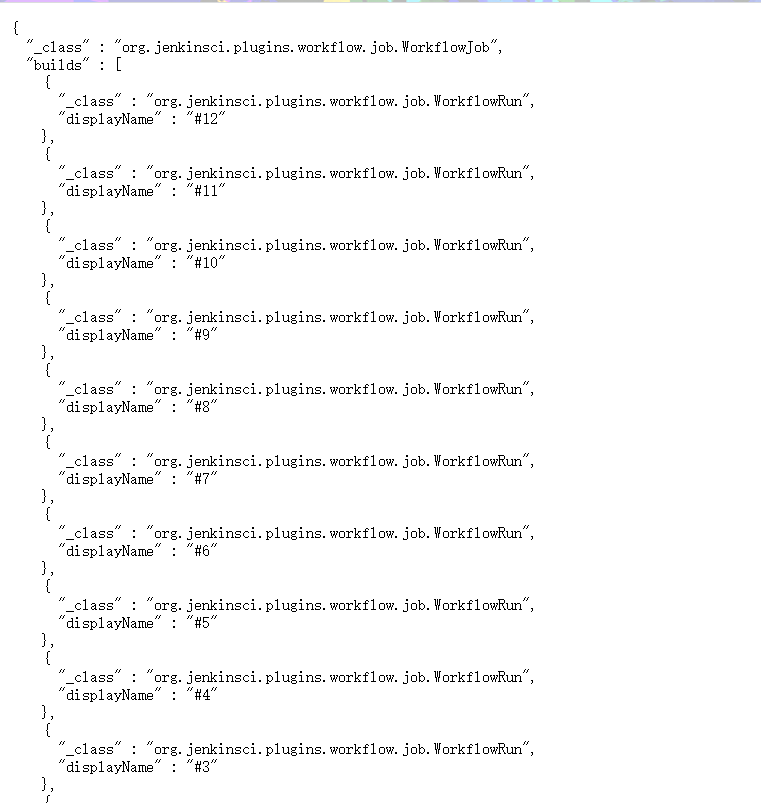 {
"_class" : "org.jenkinsci.plugins.workflow.job.WorkflowJob",
"builds" : [
{
"_class" : "org.jenkinsci.plugins.workflow.job.WorkflowRun",
"displayName" : "#12"
},
{
"_class" : "org.jenkinsci.plugins.workflow.job.WorkflowRun",
"displayName" : "#11"
},
{
"_class" : "org.jenkinsci.plugins.workflow.job.WorkflowRun",
"displayName" : "#10"
},
{
"_class" : "org.jenkinsci.plugins.workflow.job.WorkflowRun",
"displayName" : "#9"
},
{
"_class" : "org.jenkinsci.plugins.workflow.job.WorkflowRun",
"displayName" : "#8"
},
{
"_class" : "org.jenkinsci.plugins.workflow.job.WorkflowRun",
"displayName" : "#7"
},
{
"_class" : "org.jenkinsci.plugins.workflow.job.WorkflowRun",
"displayName" : "#6"
},
{
"_class" : "org.jenkinsci.plugins.workflow.job.WorkflowRun",
"displayName" : "#5"
},
{
"_class" : "org.jenkinsci.plugins.workflow.job.WorkflowRun",
"displayName" : "#4"
},
{
"_class" : "org.jenkinsci.plugins.workflow.job.WorkflowRun",
"displayName" : "#3"
},
{